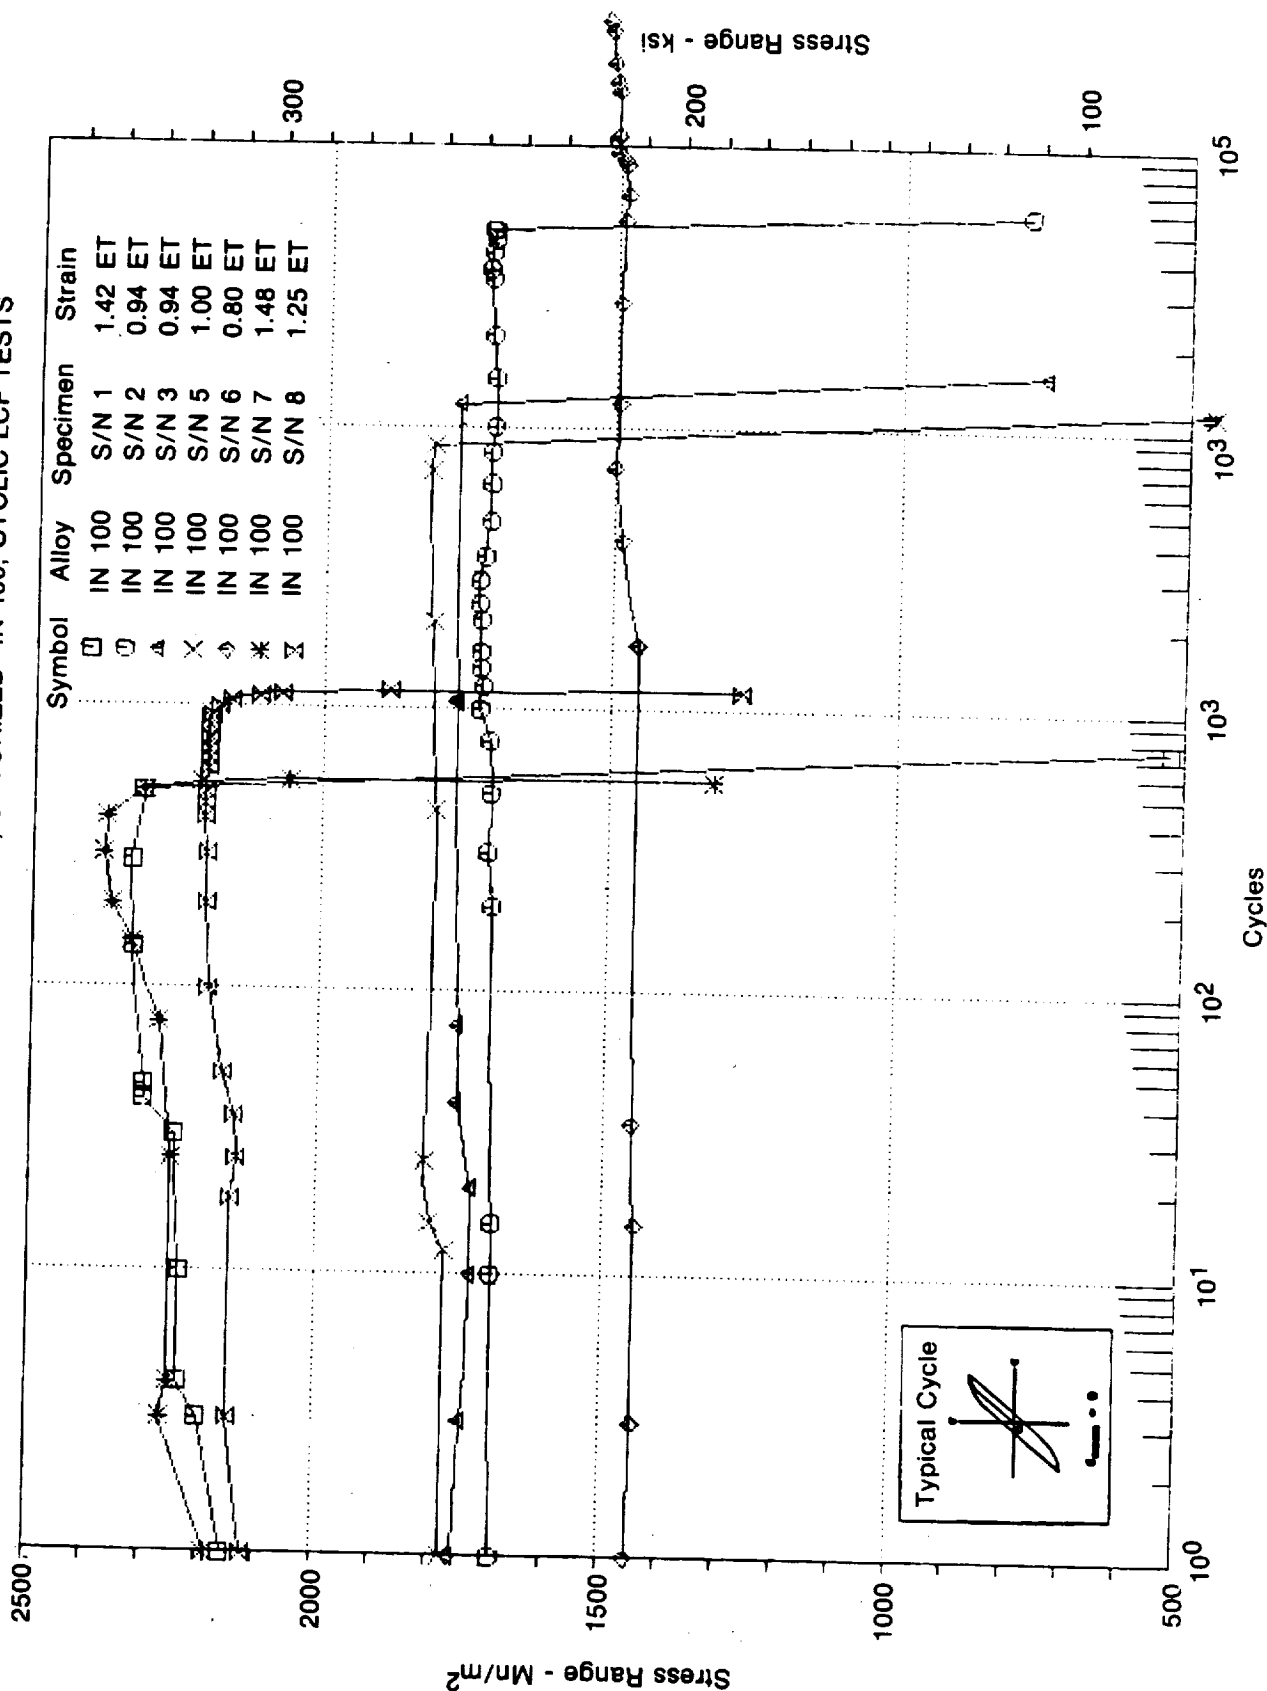 IN 100, CYCLIC LCF TESTS
Symbol Alloy Specimen Strain
IN 100 S/N 1 1.42 ET
IN 100 S/N 2 0.94 ET
IN 100 S/N 3 0.94 ET
IN 100 S/N 5 1.00 ET
IN 100 S/N 6 0.80 ET
IN 100 S/N 7 1.48 ET
IN 100 S/N 8 1.25 ET
Stress Range - Mn/m²
2500
2000
1500
1000
500
Stress Range - ksi
300
200
100
Typical Cycle
10⁰
10¹
10²
10³
10³
10⁵
Cycles